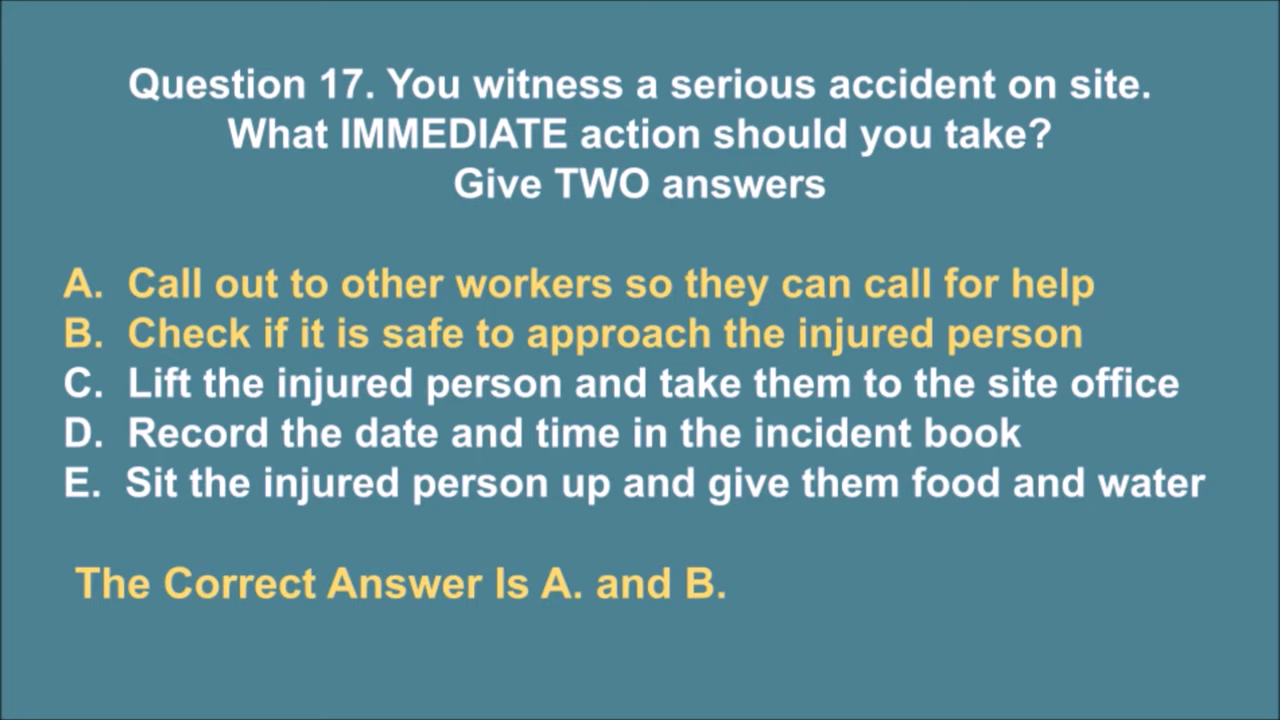 Question 17. You witness a serious accident on site.
What IMMEDIATE action should you take?
Give TWO answers
A. Call out to other workers so they can call for help
B. Check if it is safe to approach the injured person
C. Lift the injured person and take them to the site office
D. Record the date and time in the incident book
E. Sit the injured person up and give them food and water
The Correct Answer Is A. and B.